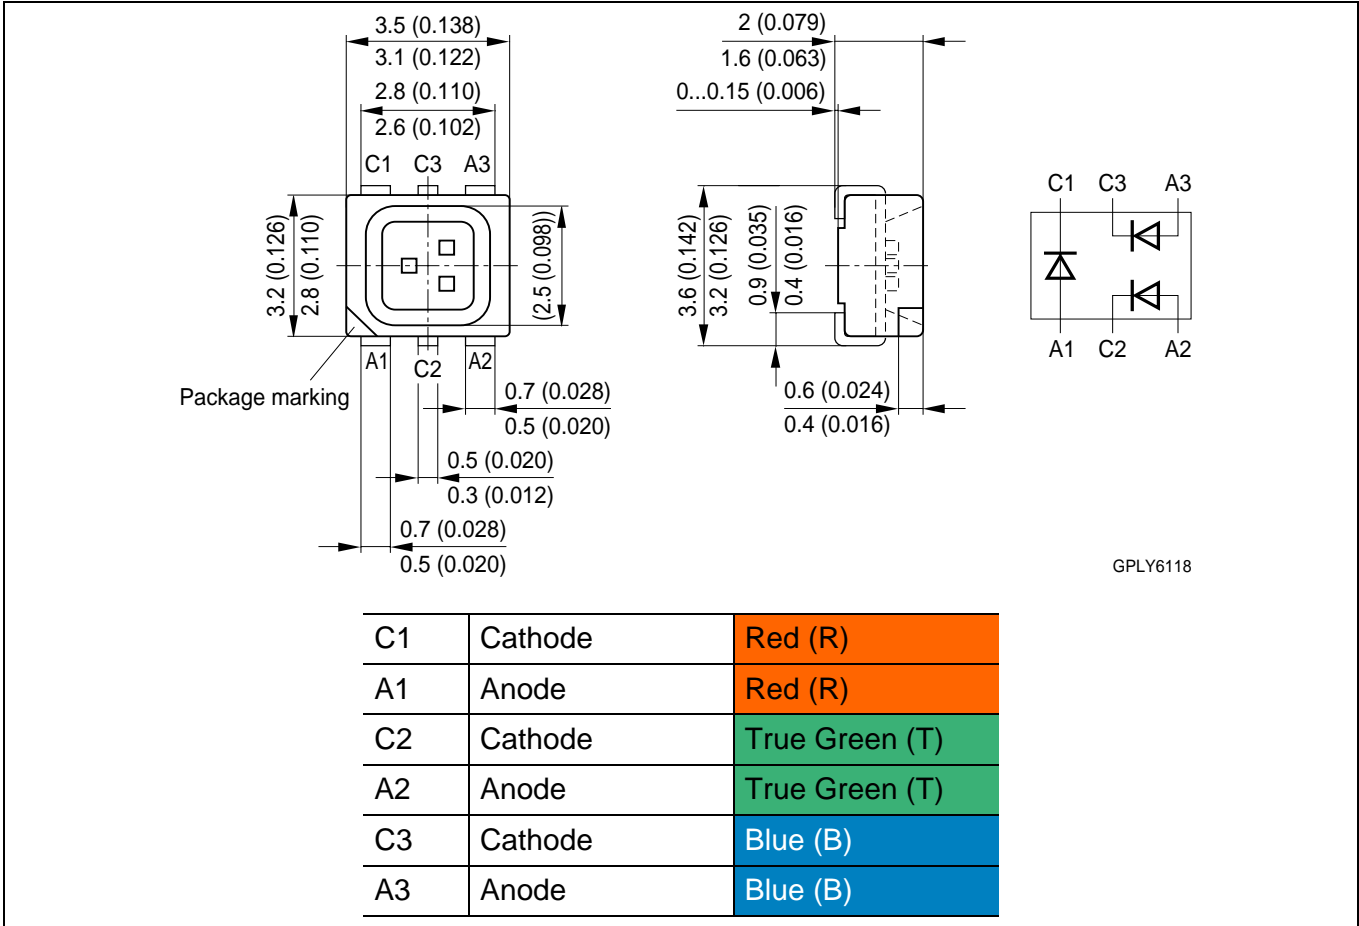 3.5 (0.138)
3.1 (0.122)
2.8 (0.110)
2.6 (0.102)
C1 C3 A3
3.2 (0.126)
2.8 (0.110)
(2.5 (0.098))
A1 C2 A2
Package marking
0.7 (0.028)
0.5 (0.020)
0.5 (0.020)
0.3 (0.012)
0.7 (0.028)
0.5 (0.020)
2 (0.079)
1.6 (0.063)
0...0.15 (0.006)
3.6 (0.142)
3.2 (0.126)
0.9 (0.035)
0.4 (0.016)
0.6 (0.024)
0.4 (0.016)
C1 C3 A3
A1 C2 A2
GPLY6118
C1 Cathode Red (R)
A1 Anode Red (R)
C2 Cathode True Green (T)
A2 Anode True Green (T)
C3 Cathode Blue (B)
A3 Anode Blue (B)